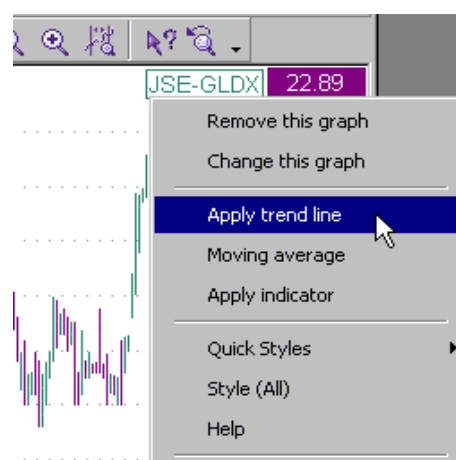 JSE-GLDX 22.89
Remove this graph
Change this graph
Apply trend line
Moving average
Apply indicator
Quick Styles
Style (All)
Help